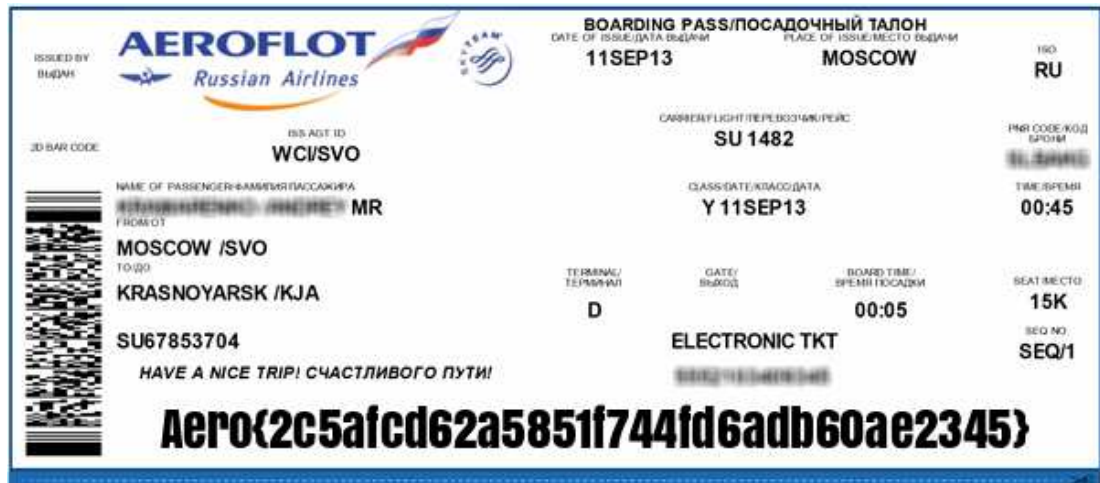 BOARDING PASS/ПОСАДОЧНЫЙ ТАЛОН
ISSUED BY
ВЫДАН
AEROFLOT
Russian Airlines
SKYTEAM
DATE OF ISSUE/ДАТА ВЫДАЧИ
11SEP13
PLACE OF ISSUE/МЕСТО ВЫДАЧИ
MOSCOW
ISO
RU
2D BAR CODE
ISS AGT ID
WCI/SVO
CARRIER/FLIGHT/ПЕРЕВОЗЧИК/РЕЙС
SU 1482
PNR CODE/КОД
БРОНИ
NAME OF PASSENGER/ФАМИЛИЯ ПАССАЖИРА
MR
CLASS/DATE/КЛАСС/ДАТА
Y 11SEP13
TIME/ВРЕМЯ
00:45
FROM/ОТ
MOSCOW /SVO
TO/ДО
KRASNOYARSK /KJA
TERMINAL/
ТЕРМИНАЛ
D
GATE/
ВЫХОД
BOARD TIME/
ВРЕМЯ ПОСАДКИ
00:05
SEAT/МЕСТО
15K
SU67853704
ELECTRONIC TKT
SEQ NO.
SEQ/1
HAVE A NICE TRIP! СЧАСТЛИВОГО ПУТИ!
Aero{2c5afcd62a5851f744fd6adb60ae2345}